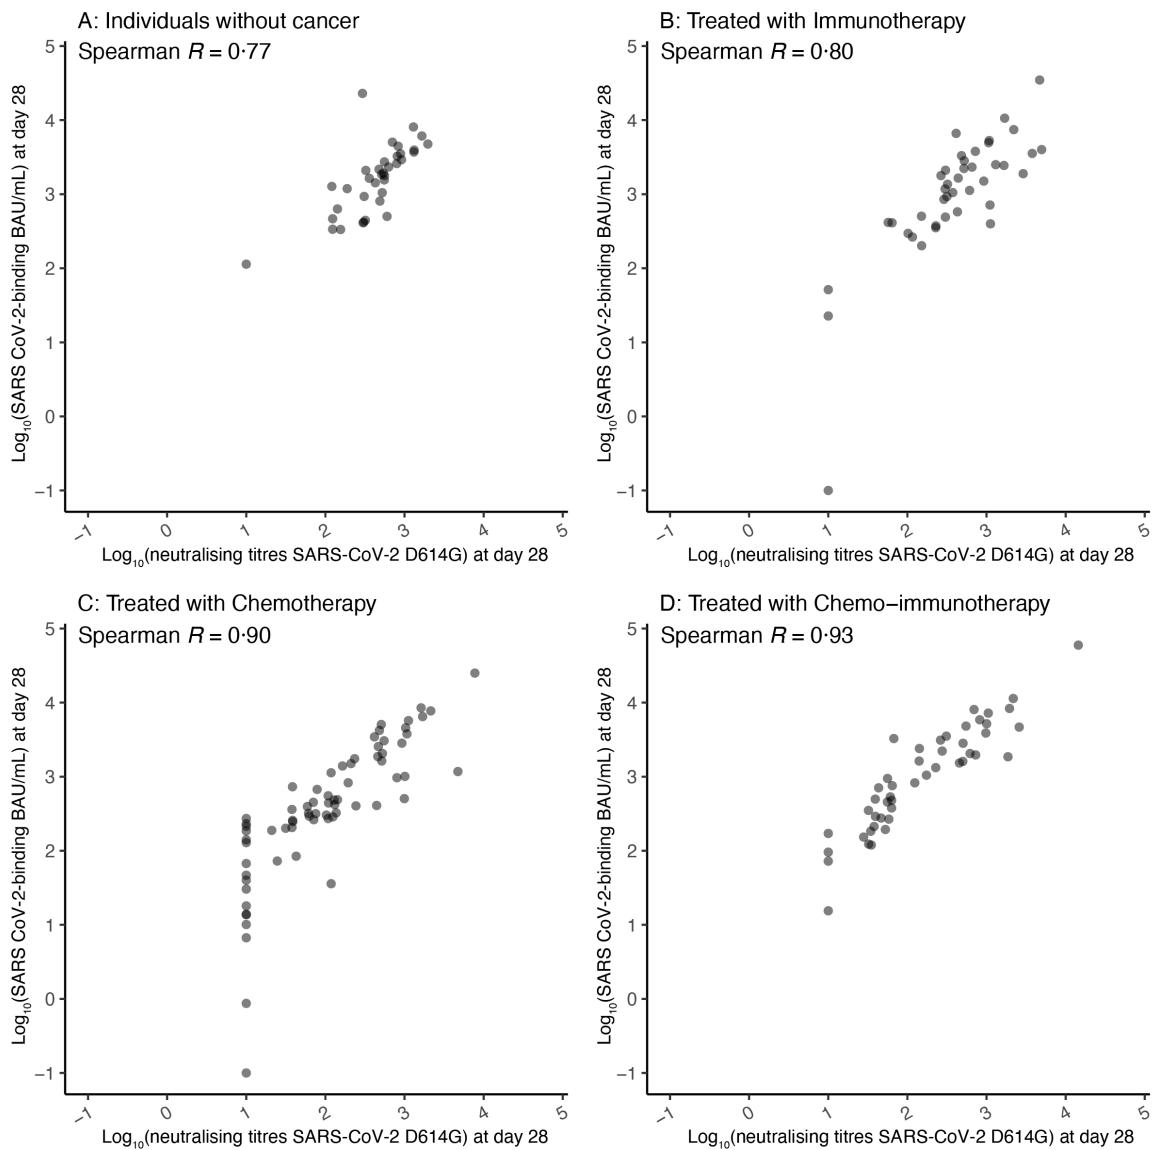 A: Individuals without cancer
Spearman R = 0·77
5
4
3
2
1
0
−1
Log10(SARS CoV-2-binding BAU/mL) at day 28
−1 0 1 2 3 4 5
Log10(neutralising titres SARS-CoV-2 D614G) at day 28
B: Treated with Immunotherapy
Spearman R = 0·80
5
4
3
2
1
0
−1
Log10(SARS CoV-2-binding BAU/mL) at day 28
−1 0 1 2 3 4 5
Log10(neutralising titres SARS-CoV-2 D614G) at day 28
C: Treated with Chemotherapy
Spearman R = 0·90
5
4
3
2
1
0
−1
Log10(SARS CoV-2-binding BAU/mL) at day 28
−1 0 1 2 3 4 5
Log10(neutralising titres SARS-CoV-2 D614G) at day 28
D: Treated with Chemo−immunotherapy
Spearman R = 0·93
5
4
3
2
1
0
−1
Log10(SARS CoV-2-binding BAU/mL) at day 28
−1 0 1 2 3 4 5
Log10(neutralising titres SARS-CoV-2 D614G) at day 28